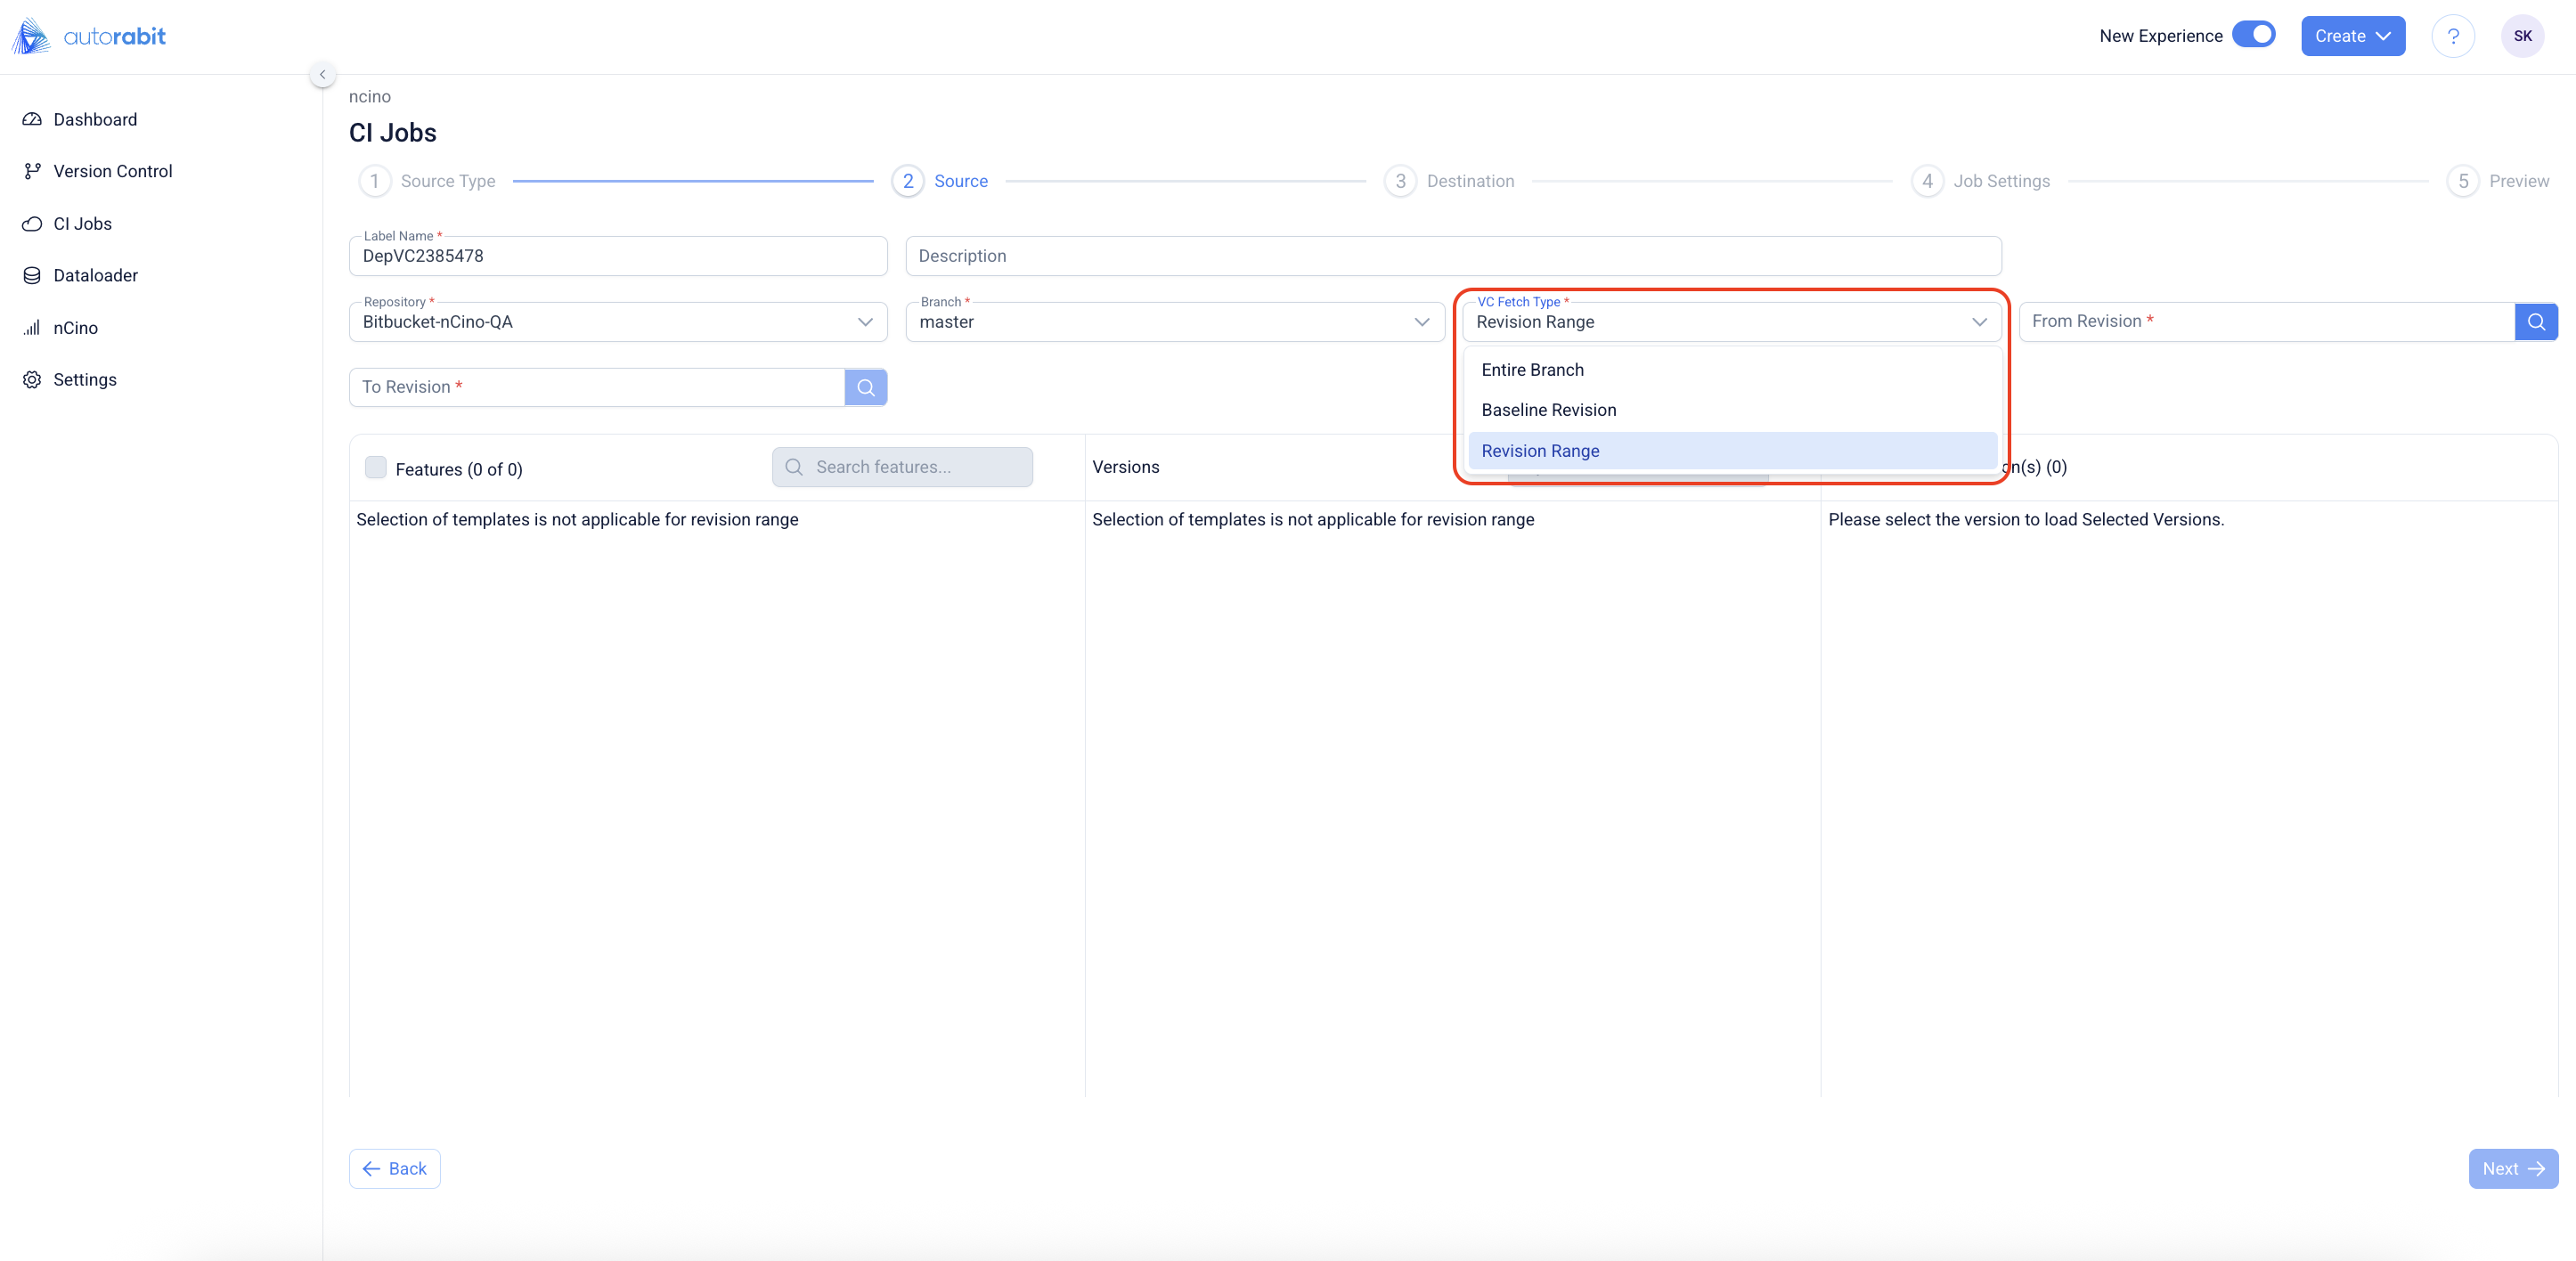 autorabit
New Experience
Create
?
SK
Dashboard
Version Control
CI Jobs
Dataloader
nCino
Settings
ncino
CI Jobs
1 Source Type
2 Source
3 Destination
4 Job Settings
5 Preview
Label Name *
DepVC2385478
Description
Repository *
Bitbucket-nCino-QA
Branch *
master
VC Fetch Type *
Revision Range
From Revision *
Entire Branch
Baseline Revision
Revision Range
To Revision *
Features (0 of 0)
Search features...
Versions
on(s) (0)
Selection of templates is not applicable for revision range
Selection of templates is not applicable for revision range
Please select the version to load Selected Versions.
Back
Next